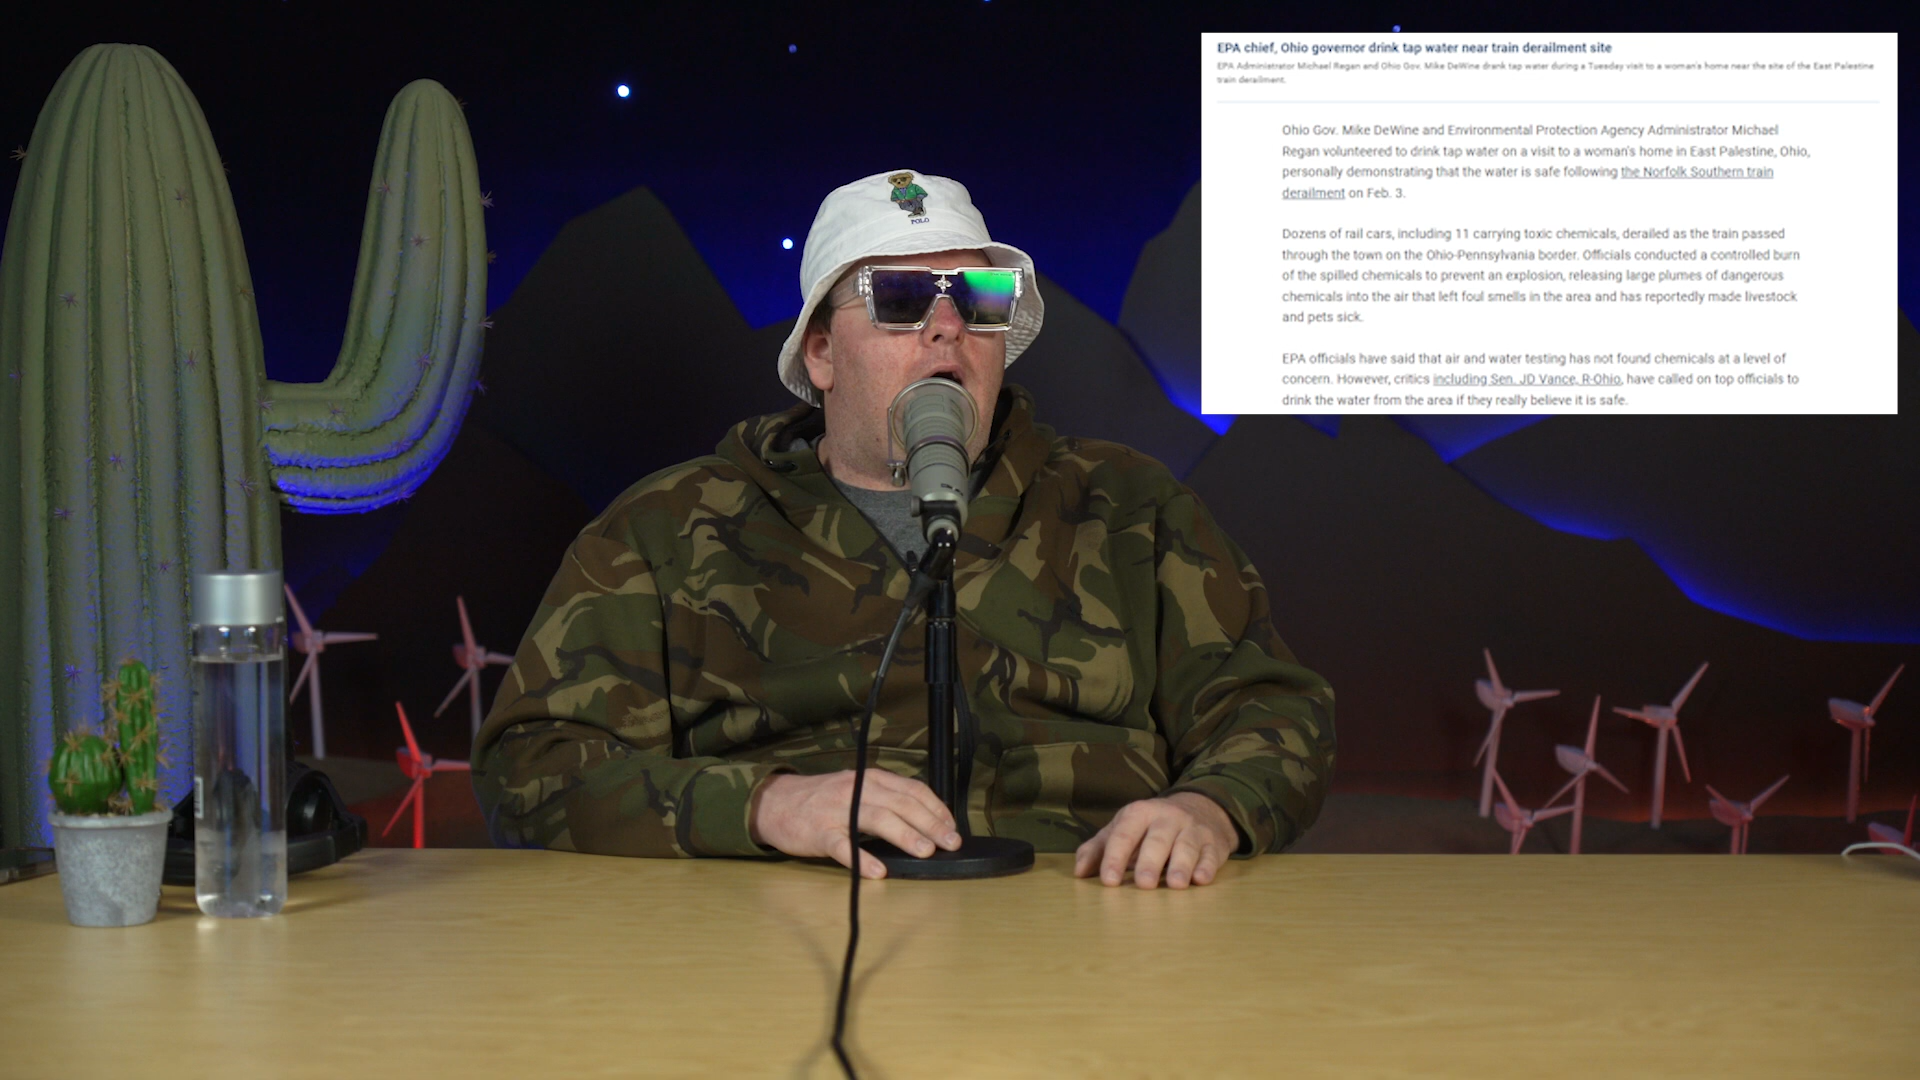 EPA chief, Ohio governor drink tap water near train derailment site
EPA Administrator Michael Regan and Ohio Gov. Mike DeWine drank tap water during a Tuesday visit to a woman's home near the site of the East Palestine
train derailment.
Ohio Gov. Mike DeWine and Environmental Protection Agency Administrator Michael
Regan volunteered to drink tap water on a visit to a woman's home in East Palestine, Ohio,
personally demonstrating that the water is safe following the Norfolk Southern train
derailment on Feb. 3.
Dozens of rail cars, including 11 carrying toxic chemicals, derailed as the train passed
through the town on the Ohio-Pennsylvania border. Officials conducted a controlled burn
of the spilled chemicals to prevent an explosion, releasing large plumes of dangerous
chemicals into the air that left foul smells in the area and has reportedly made livestock
and pets sick.
EPA officials have said that air and water testing has not found chemicals at a level of
concern. However, critics including Sen. JD Vance, R-Ohio, have called on top officials to
drink the water from the area if they really believe it is safe.
POLO